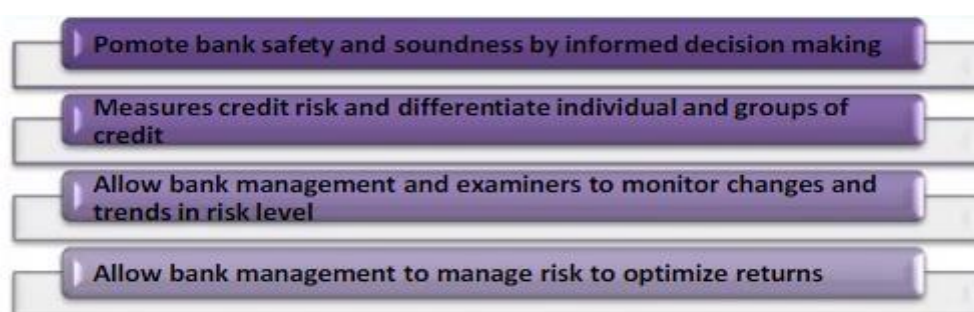 Pomote bank safety and soundness by informed decision making
Measures credit risk and differentiate individual and groups of
credit
Allow bank management and examiners to monitor changes and
trends in risk level
Allow bank management to manage risk to optimize returns